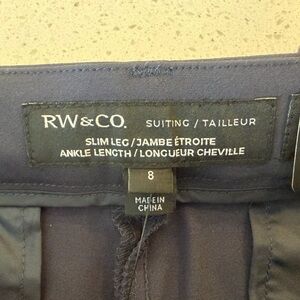 RW&CO. SUITING / TAILLEUR
SLIM LEG / JAMBE ÉTROITE
ANKLE LENGTH / LONGUEUR CHEVILLE
8
MADE IN
CHINA